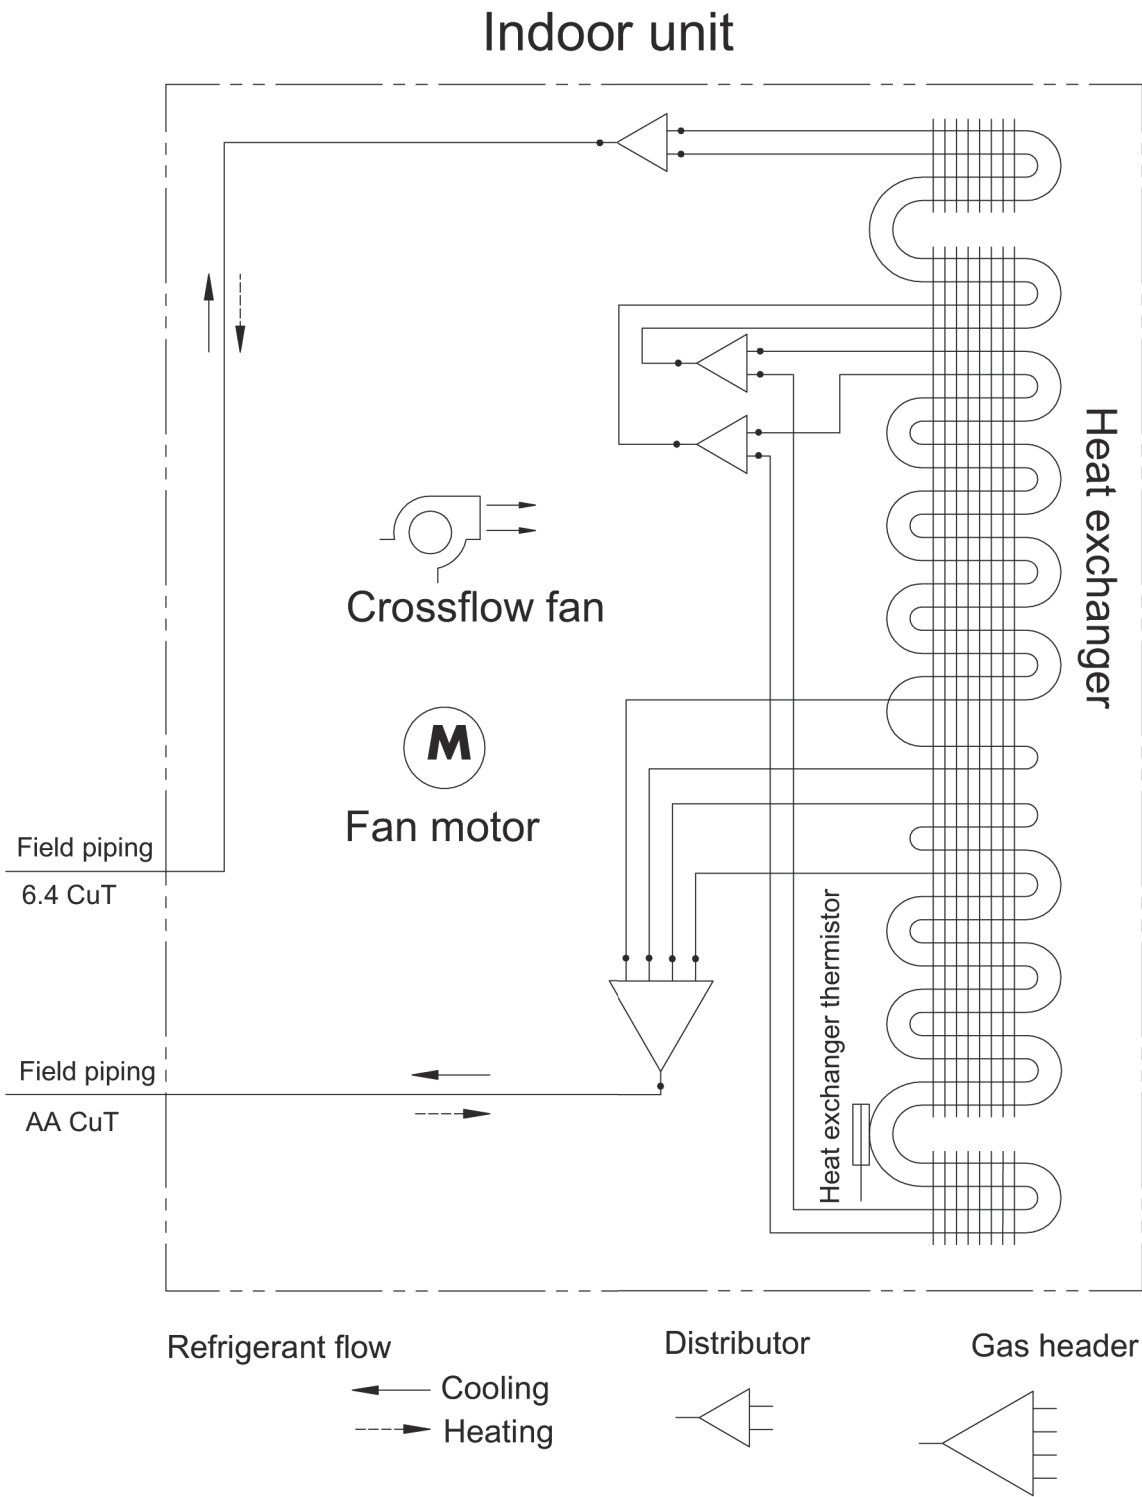 Indoor unit
Heat exchanger
Crossflow fan
M
Fan motor
Field piping
6.4 CuT
Heat exchanger thermistor
Field piping
AA CuT
Refrigerant flow
Cooling
Heating
Distributor
Gas header